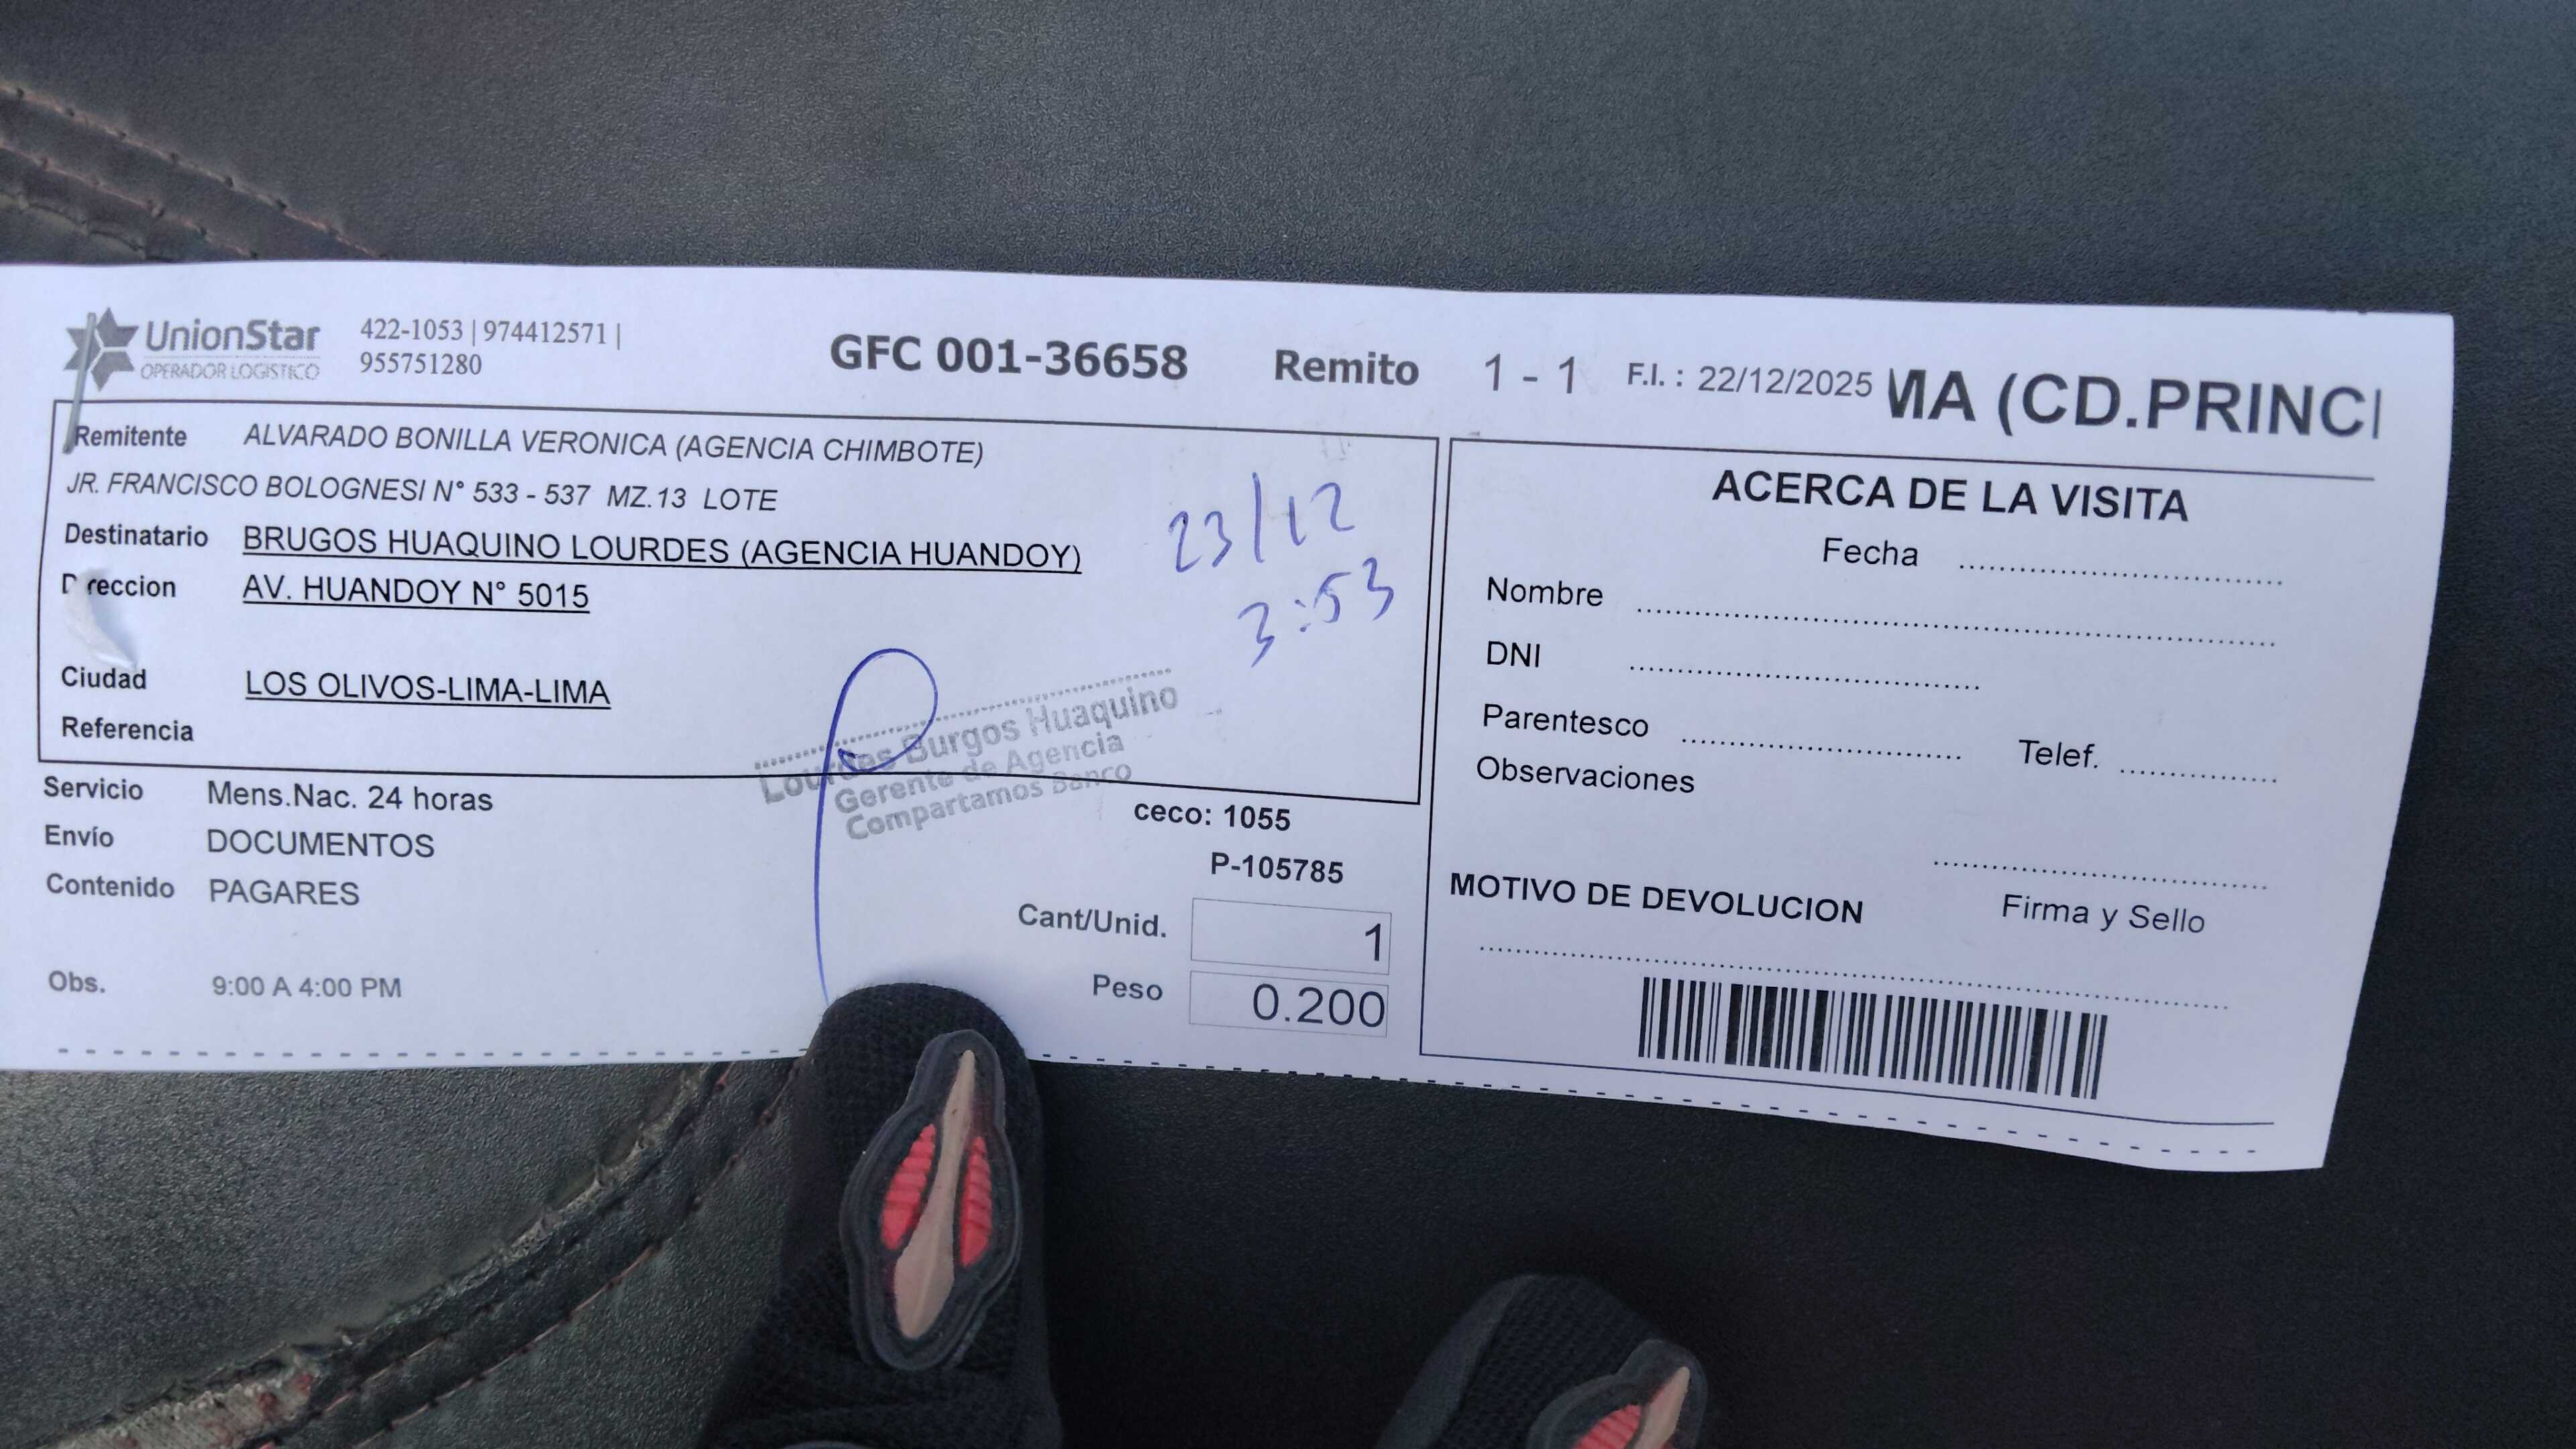 UnionStar
OPERADOR LOGISTICO
422-1053 | 974412571 |
955751280
GFC 001-36658 Remito 1 - 1 F.I. : 22/12/2025 MA (CD.PRINCI
Remitente ALVARADO BONILLA VERONICA (AGENCIA CHIMBOTE)
JR. FRANCISCO BOLOGNESI N° 533 - 537 MZ.13 LOTE
Destinatario BRUGOS HUAQUINO LOURDES (AGENCIA HUANDOY)
Direccion AV. HUANDOY N° 5015
Ciudad LOS OLIVOS-LIMA-LIMA
Referencia
23/12
3:53
Lourdes Burgos Huaquino
Gerente de Agencia
Compartamos Banco
Servicio Mens.Nac. 24 horas
Envío DOCUMENTOS
Contenido PAGARES
Obs. 9:00 A 4:00 PM
ceco: 1055
P-105785
Cant/Unid. 1
Peso 0.200
ACERCA DE LA VISITA
Fecha
Nombre
DNI
Parentesco Telef.
Observaciones
Firma y Sello
MOTIVO DE DEVOLUCION